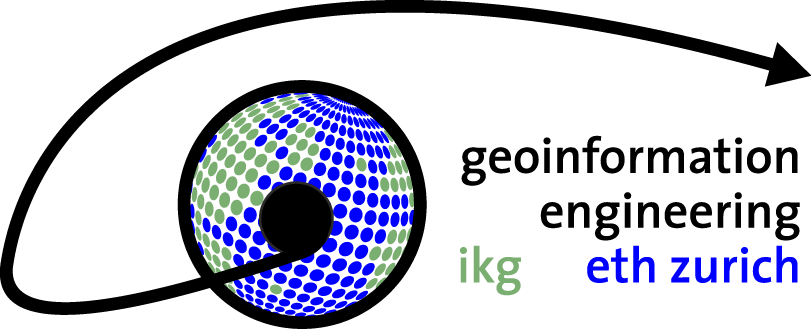 geoinformation
engineering
ikg eth zurich